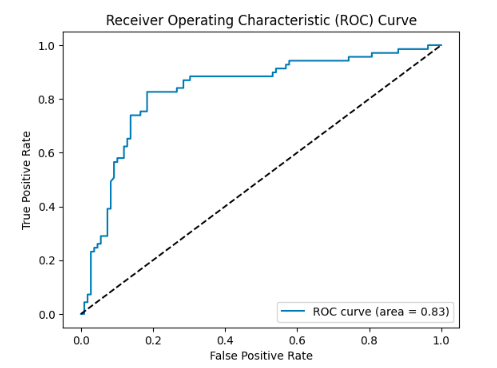 Receiver Operating Characteristic (ROC) Curve
True Positive Rate
1.0
0.8
0.6
0.4
0.2
0.0
ROC curve (area = 0.83)
0.0 0.2 0.4 0.6 0.8 1.0
False Positive Rate